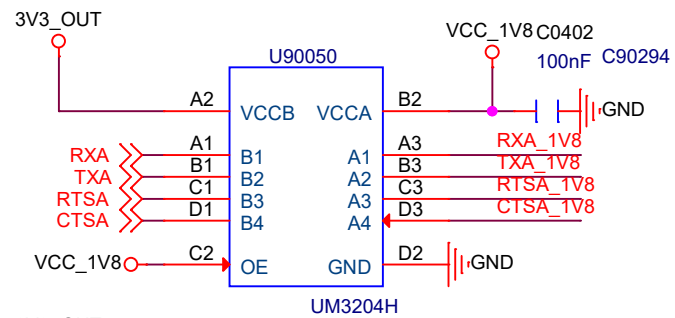 3V3_OUT
VCC_1V8 C0402
U90050
100nF C90294
A2 VCCB VCCA B2
GND
A1 B1 A1 A3 RXA_1V8
RXA
B1 B2 A2 B3 TXA_1V8
TXA
C1 B3 A3 C3 RTSA_1V8
RTSA
D1 B4 A4 D3 CTSA_1V8
CTSA
VCC_1V8 C2 OE GND D2 GND
UM3204H